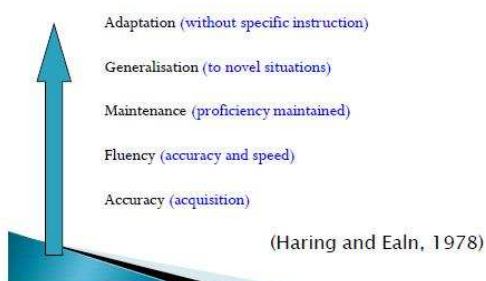 Adaptation (without specific instruction)
Generalisation (to novel situations)
Maintenance (proficiency maintained)
Fluency (accuracy and speed)
Accuracy (acquisition)
(Haring and Ealn, 1978)